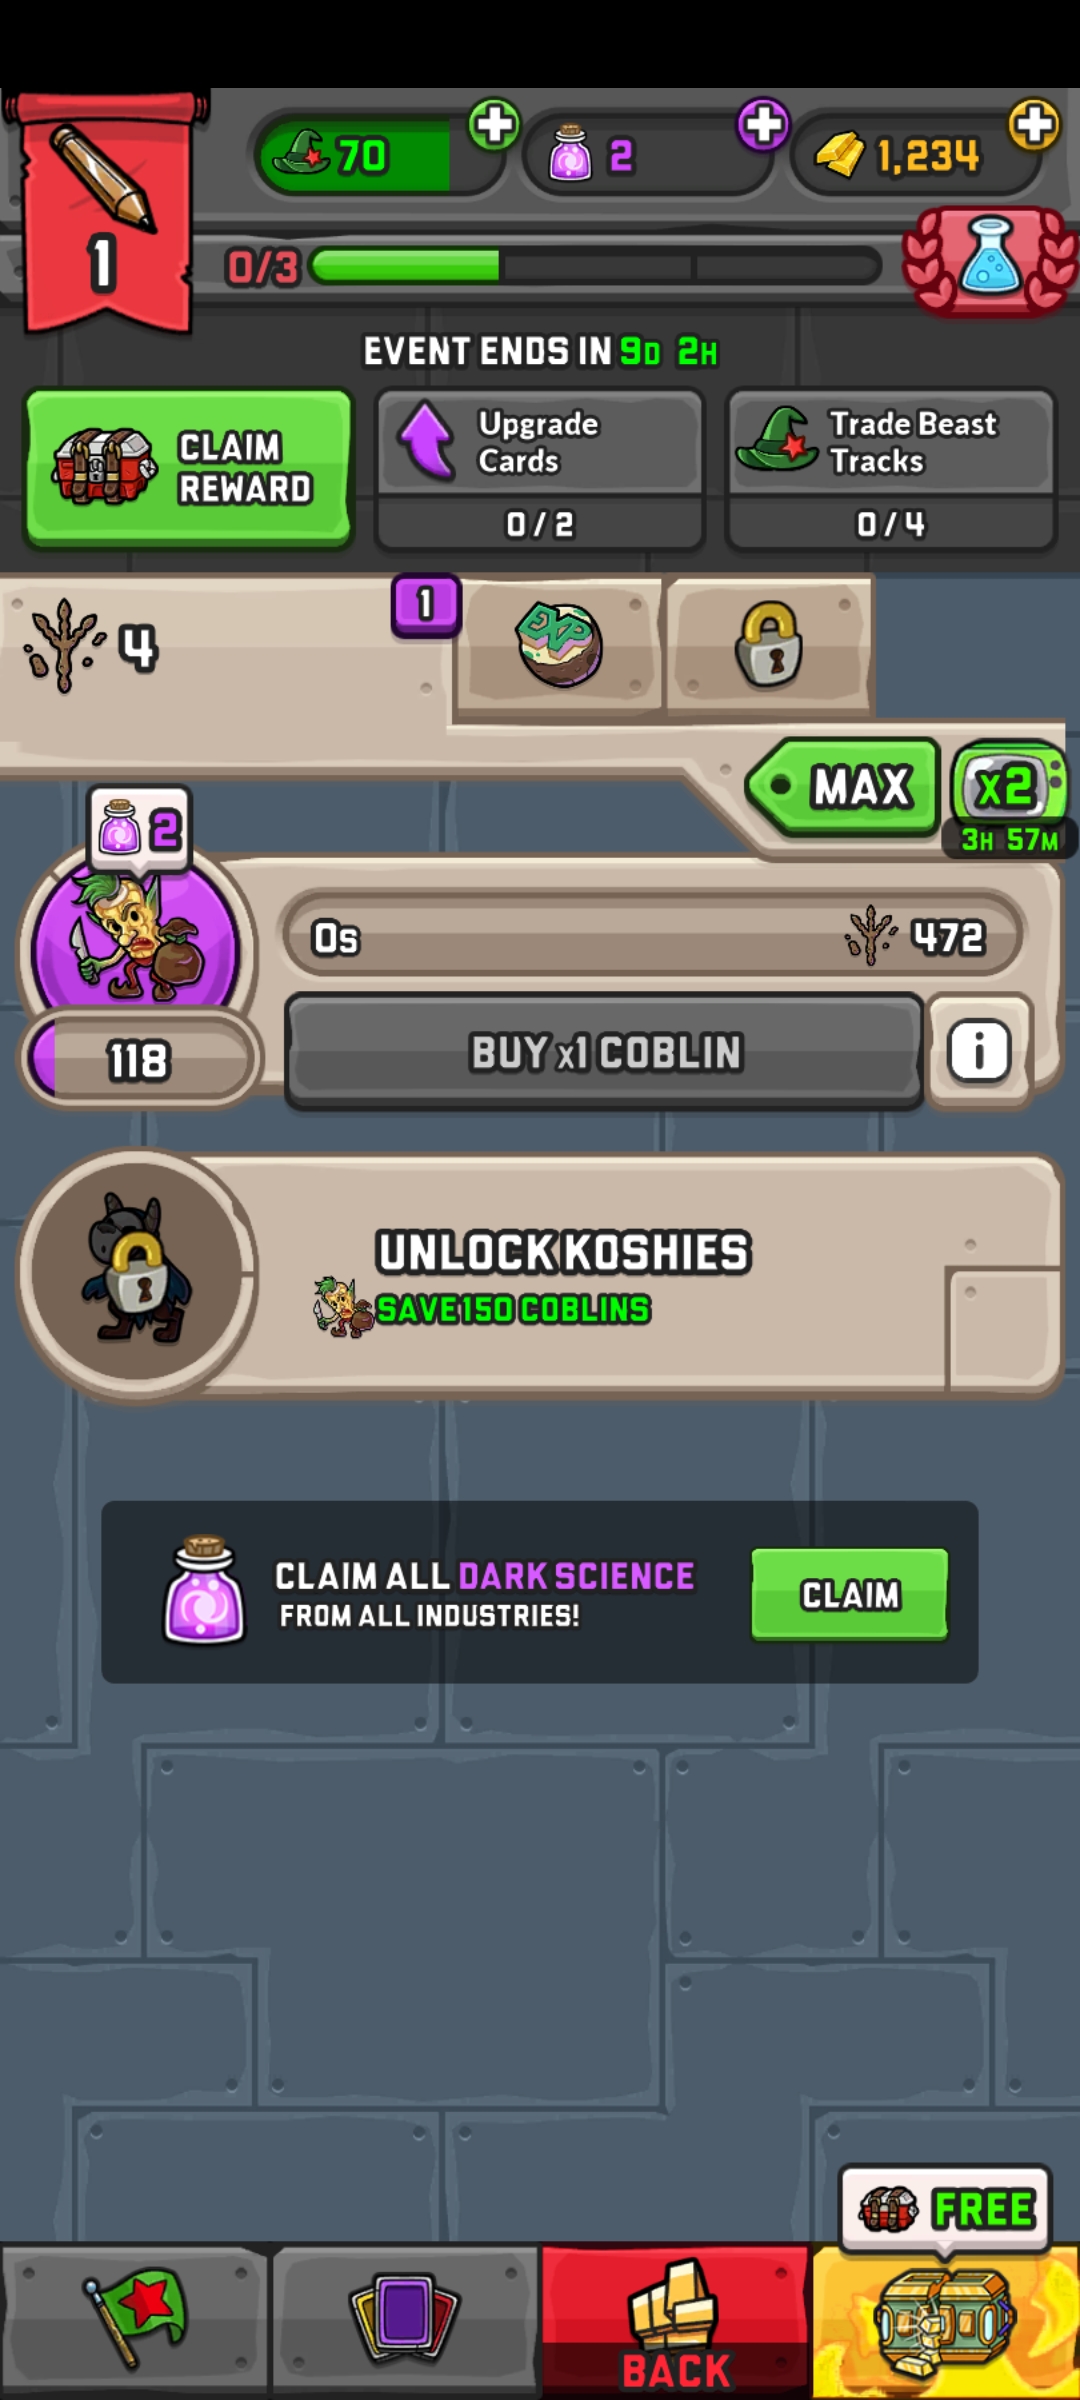 70
2
1,234
1
0/3
EVENT ENDS IN 9D 2H
CLAIM
REWARD
Upgrade
Cards
0 / 2
Trade Beast
Tracks
0 / 4
4
1
EXP
MAX
x2
3H 57M
2
0s
472
118
BUY x1 COBLIN
i
UNLOCK KOSHIES
SAVE 150 COBLINS
CLAIM ALL DARK SCIENCE
FROM ALL INDUSTRIES!
CLAIM
FREE
BACK